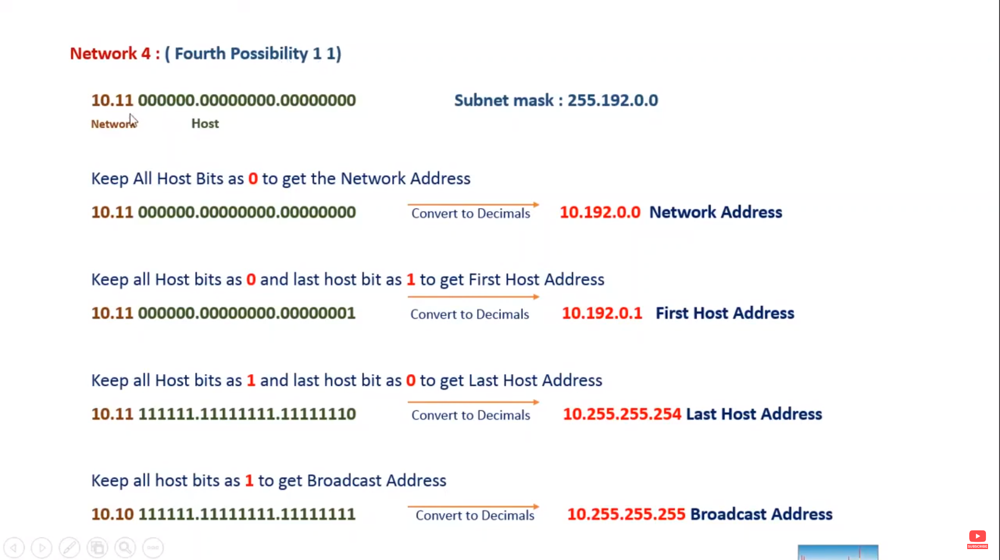 Network 4 : ( Fourth Possibility 1 1)
10.11 000000.00000000.00000000 Subnet mask : 255.192.0.0
Network Host
Keep All Host Bits as 0 to get the Network Address
10.11 000000.00000000.00000000 Convert to Decimals 10.192.0.0 Network Address
Keep all Host bits as 0 and last host bit as 1 to get First Host Address
10.11 000000.00000000.00000001 Convert to Decimals 10.192.0.1 First Host Address
Keep all Host bits as 1 and last host bit as 0 to get Last Host Address
10.11 111111.11111111.11111110 Convert to Decimals 10.255.255.254 Last Host Address
Keep all host bits as 1 to get Broadcast Address
10.10 111111.11111111.11111111 Convert to Decimals 10.255.255.255 Broadcast Address
SUBSCRIBE